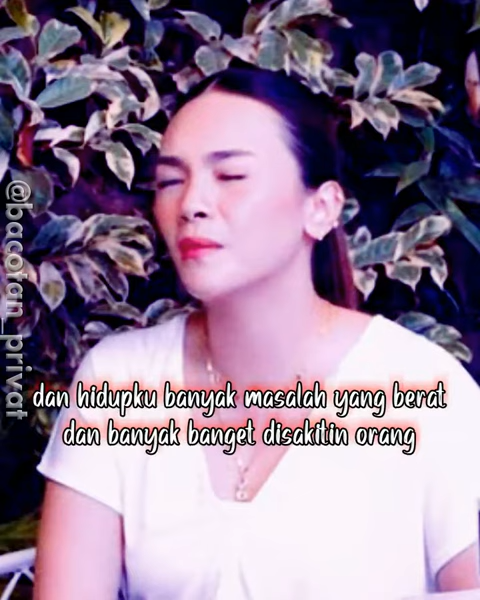 @bacotan_privat
dan hidupku banyak masalah yang berat
dan banyak banget disakitin orang